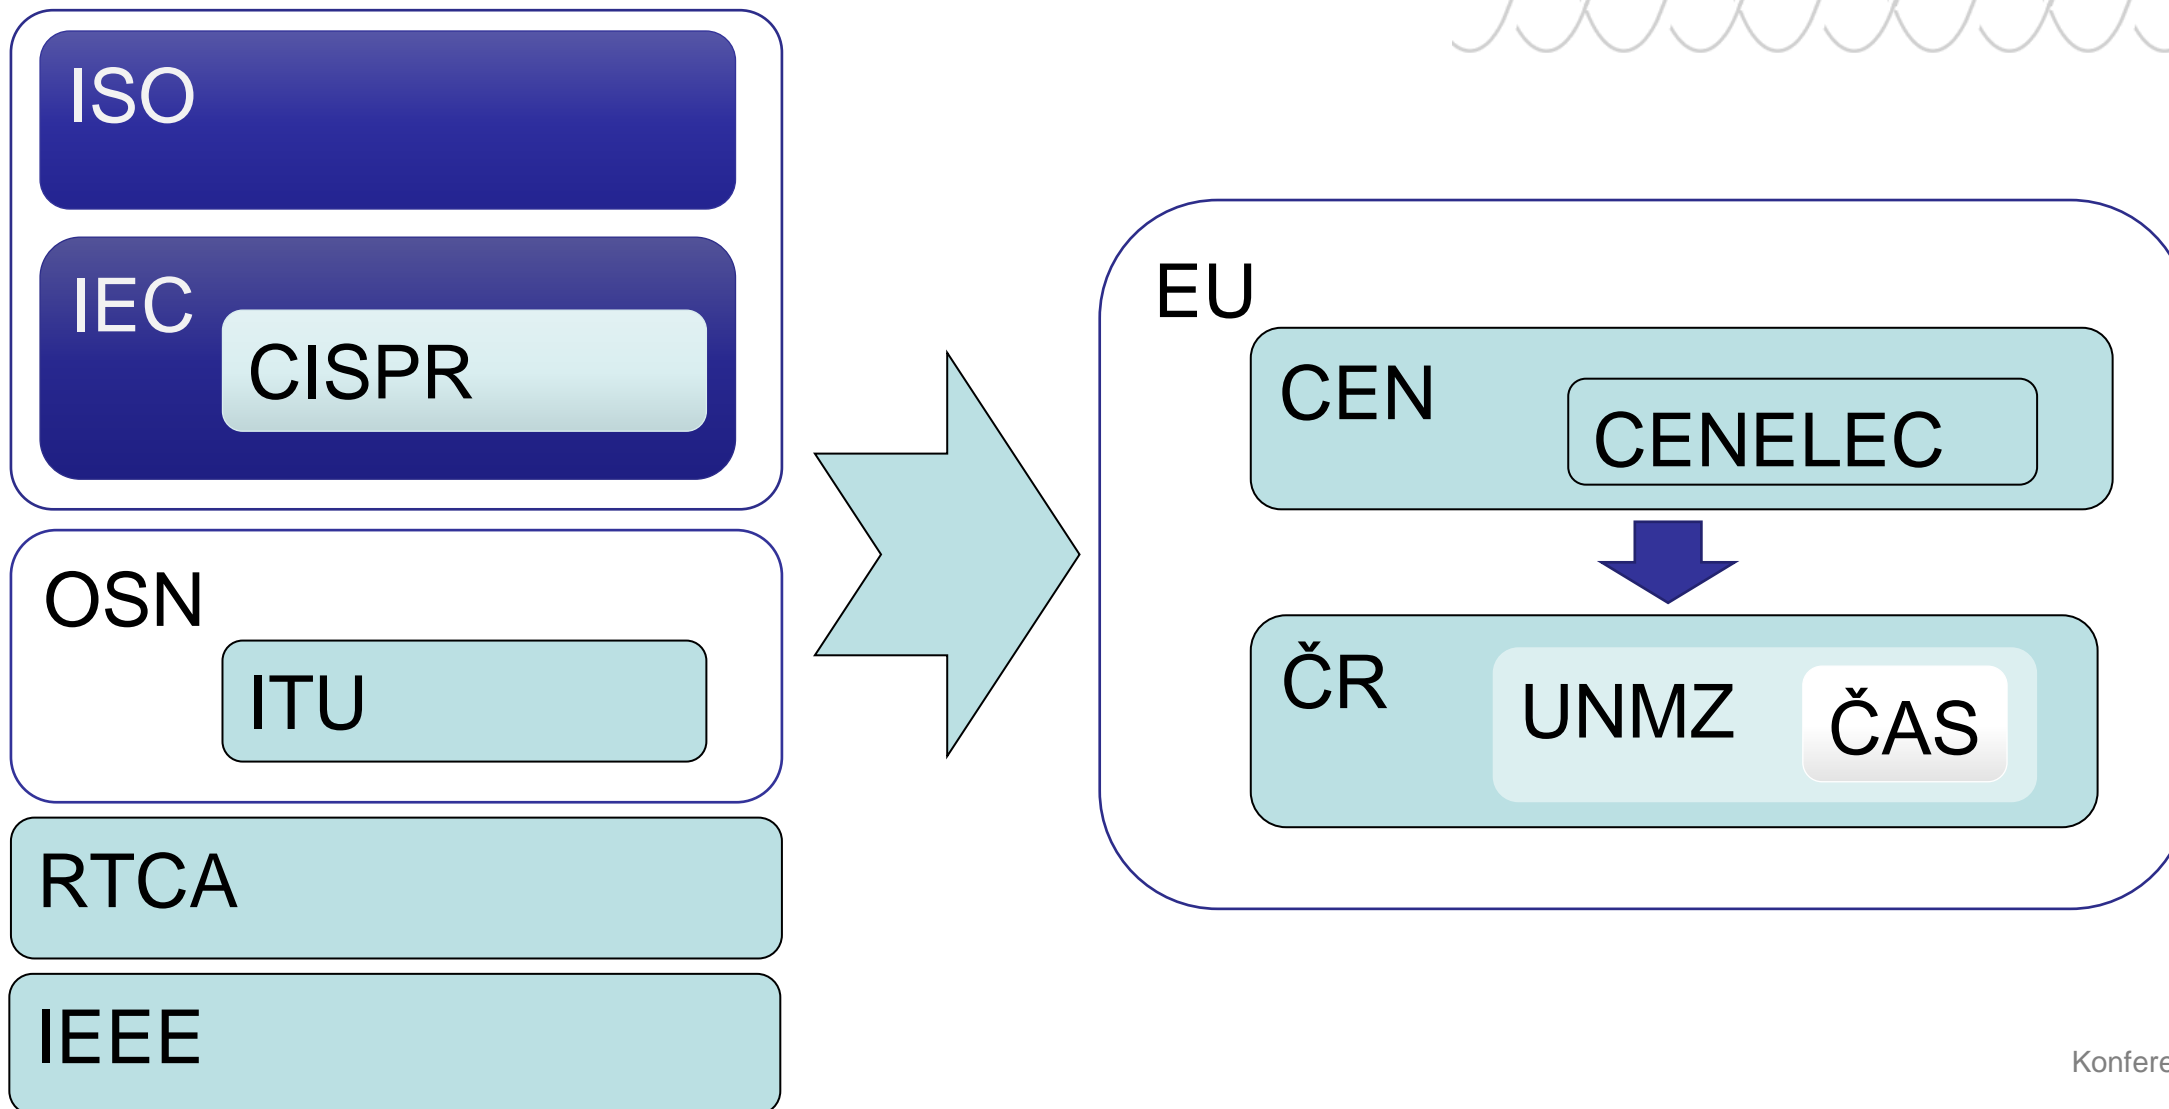 ISO
IEC
CISPR
OSN
ITU
RTCA
IEEE
EU
CEN
CENELEC
ČR
UNMZ
ČAS